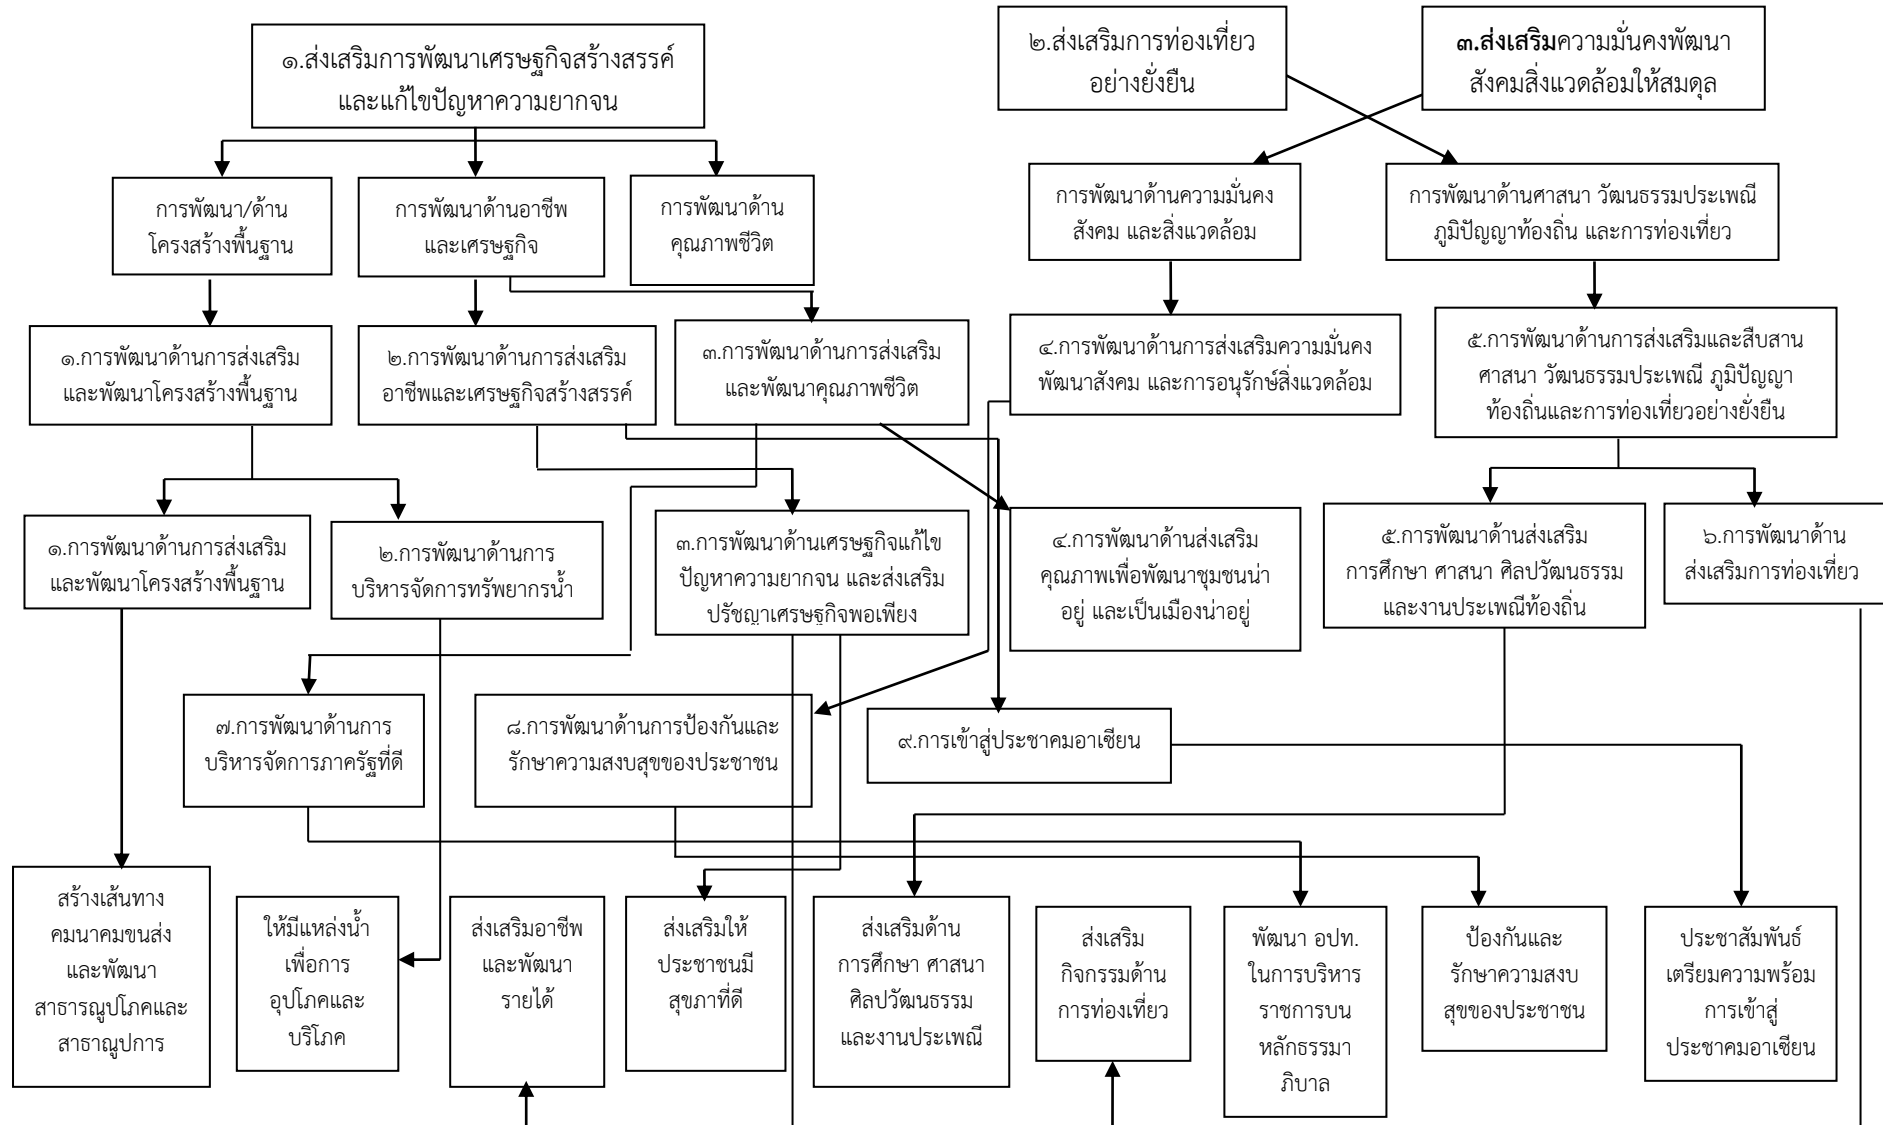 ๑.ส่งเสริมการพัฒนาเศรษฐกิจสร้างสรรค์
และแก้ไขปัญหาความยากจน
๒.ส่งเสริมการท่องเที่ยว
อย่างยั่งยืน
๓.ส่งเสริมความมั่นคงพัฒนา
สังคมสิ่งแวดล้อมให้สมดุล
การพัฒนา/ด้าน
โครงสร้างพื้นฐาน
การพัฒนาด้านอาชีพ
และเศรษฐกิจ
การพัฒนาด้าน
คุณภาพชีวิต
การพัฒนาด้านความมั่นคง
สังคม และสิ่งแวดล้อม
การพัฒนาด้านศาสนา วัฒนธรรมประเพณี
ภูมิปัญญาท้องถิ่น และการท่องเที่ยว
๑.การพัฒนาด้านการส่งเสริม
และพัฒนาโครงสร้างพื้นฐาน
๒.การพัฒนาด้านการส่งเสริม
อาชีพและเศรษฐกิจสร้างสรรค์
๓.การพัฒนาด้านการส่งเสริม
และพัฒนาคุณภาพชีวิต
๔.การพัฒนาด้านการส่งเสริมความมั่นคง
พัฒนาสังคม และการอนุรักษ์สิ่งแวดล้อม
๕.การพัฒนาด้านการส่งเสริมและสืบสาน
ศาสนา วัฒนธรรมประเพณี ภูมิปัญญา
ท้องถิ่นและการท่องเที่ยวอย่างยั่งยืน
๑.การพัฒนาด้านการส่งเสริม
และพัฒนาโครงสร้างพื้นฐาน
๒.การพัฒนาด้านการ
บริหารจัดการทรัพยากรน้ำ
๓.การพัฒนาด้านเศรษฐกิจแก้ไข
ปัญหาความยากจน และส่งเสริม
ปรัชญาเศรษฐกิจพอเพียง
๔.การพัฒนาด้านส่งเสริม
คุณภาพเพื่อพัฒนาชุมชนน่า
อยู่ และเป็นเมืองน่าอยู่
๕.การพัฒนาด้านส่งเสริม
การศึกษา ศาสนา ศิลปวัฒนธรรม
และงานประเพณีท้องถิ่น
๖.การพัฒนาด้าน
ส่งเสริมการท่องเที่ยว
๗.การพัฒนาด้านการ
บริหารจัดการภาครัฐที่ดี
๘.การพัฒนาด้านการป้องกันและ
รักษาความสงบสุขของประชาชน
๙.การเข้าสู่ประชาคมอาเซียน
สร้างเส้นทาง
คมนาคมขนส่ง
และพัฒนา
สาธารณูปโภคและ
สาธาณูปการ
ให้มีแหล่งน้ำ
เพื่อการ
อุปโภคและ
บริโภค
ส่งเสริมอาชีพ
และพัฒนา
รายได้
ส่งเสริมให้
ประชาชนมี
สุขภาที่ดี
ส่งเสริมด้าน
การศึกษา ศาสนา
ศิลปวัฒนธรรม
และงานประเพณี
ส่งเสริม
กิจกรรมด้าน
การท่องเที่ยว
พัฒนา อปท.
ในการบริหาร
ราชการบน
หลักธรรมา
ภิบาล
ป้องกันและ
รักษาความสงบ
สุขของประชาชน
ประชาสัมพันธ์
เตรียมความพร้อม
การเข้าสู่
ประชาคมอาเซียน